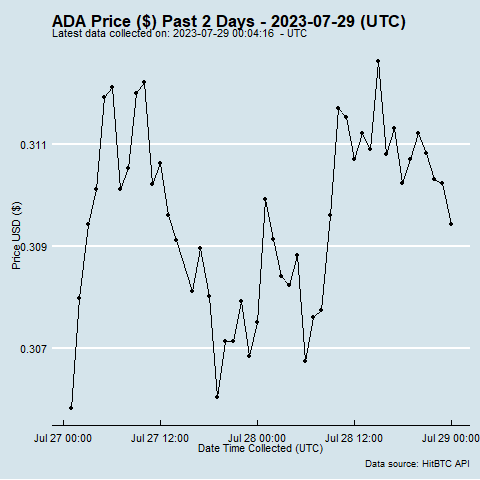 ADA Price ($) Past 2 Days - 2023-07-29 (UTC)
Latest data collected on: 2023-07-29 00:04:16 - UTC
0.311
0.309
0.307
Price USD ($)
Jul 27 00:00 Jul 27 12:00 Jul 28 00:00 Jul 28 12:00 Jul 29 00:00
Date Time Collected (UTC)
Data source: HitBTC API